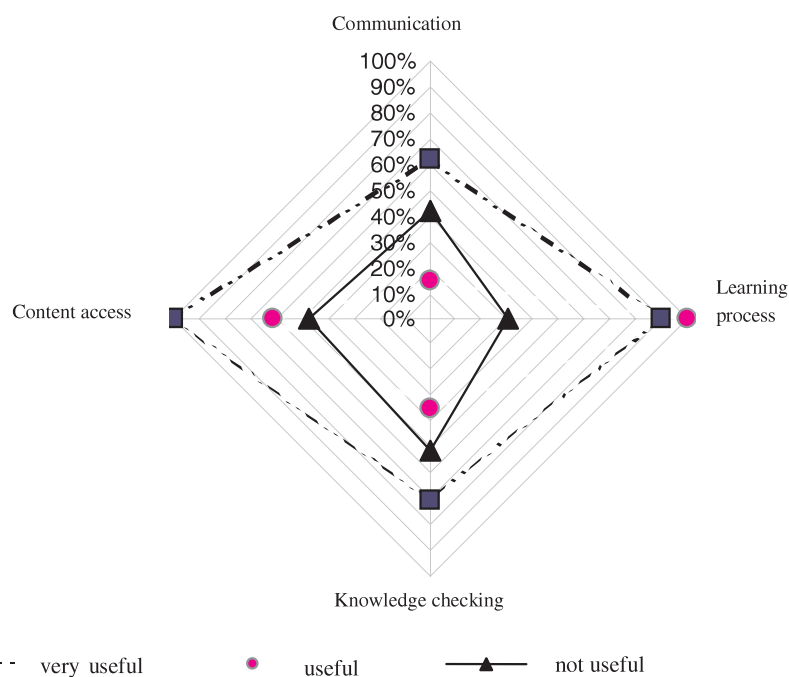 Communication
100%
90%
80%
70%
60%
50%
40%
30%
20%
10%
0%
Content access
Learning
process
Knowledge checking
very useful
useful
not useful